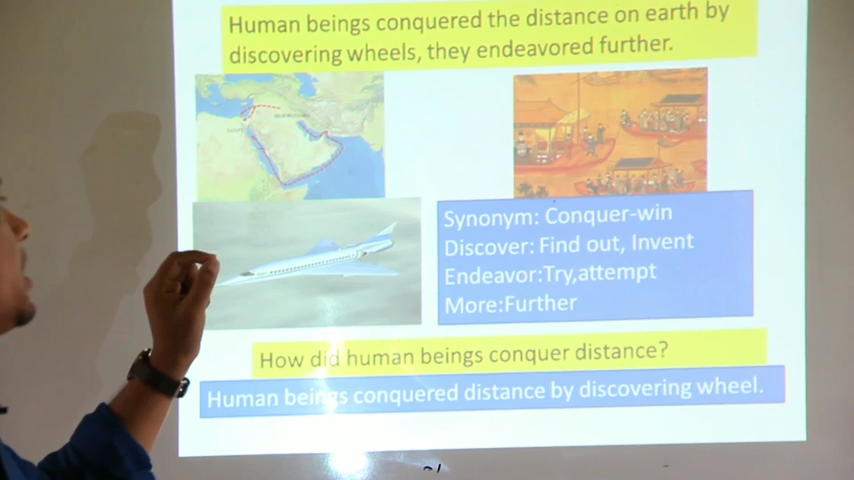 Human beings conquered the distance on earth by
discovering wheels, they endeavored further.
Synonym: Conquer-win
Discover: Find out, Invent
Endeavor:Try,attempt
More:Further
How did human beings conquer distance?
Human beings conquered distance by discovering wheel.